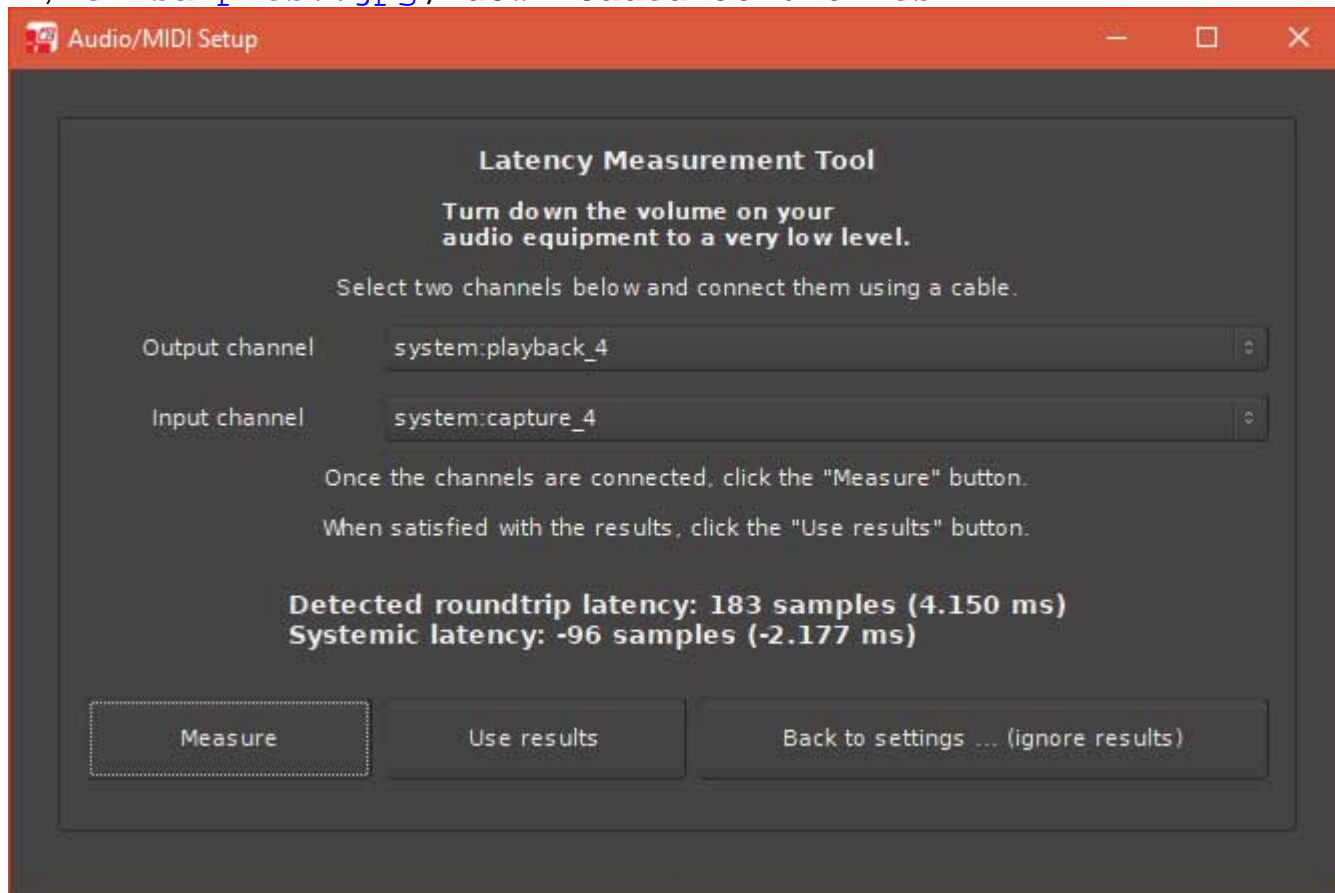 Audio/MIDI Setup
Latency Measurement Tool
Turn down the volume on your
audio equipment to a very low level.
Select two channels below and connect them using a cable.
Output channel system:playback_4
Input channel system:capture_4
Once the channels are connected, click the "Measure" button.
When satisfied with the results, click the "Use results" button.
Detected roundtrip latency: 183 samples (4.150 ms)
Systemic latency: -96 samples (-2.177 ms)
Measure Use results Back to settings ... (ignore results)